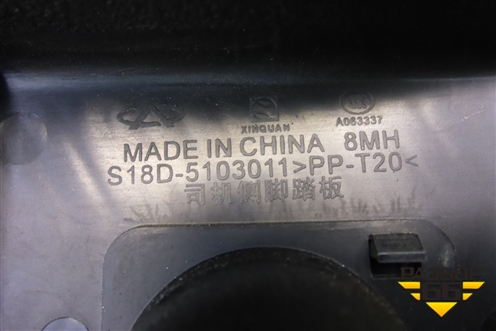 XINQUAN A063337
MADE IN CHINA 8MH
S18D-5103011>PP-T20<
司机侧脚踏板